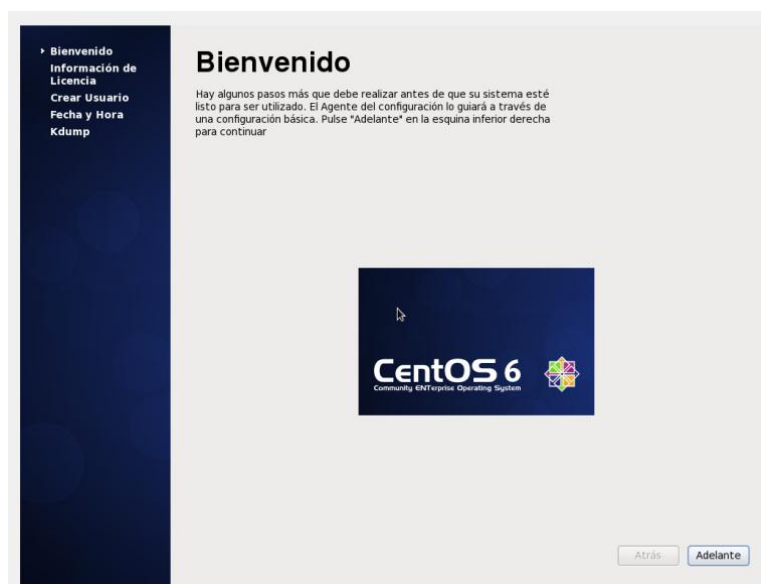 Bienvenido
Información de
Licencia
Crear Usuario
Fecha y Hora
Kdump
Bienvenido
Hay algunos pasos más que debe realizar antes de que su sistema esté
listo para ser utilizado. El Agente del configuración lo guiará a través de
una configuración básica. Pulse "Adelante" en la esquina inferior derecha
para continuar
CentOS 6
Community ENTerprise Operating System
Atrás
Adelante